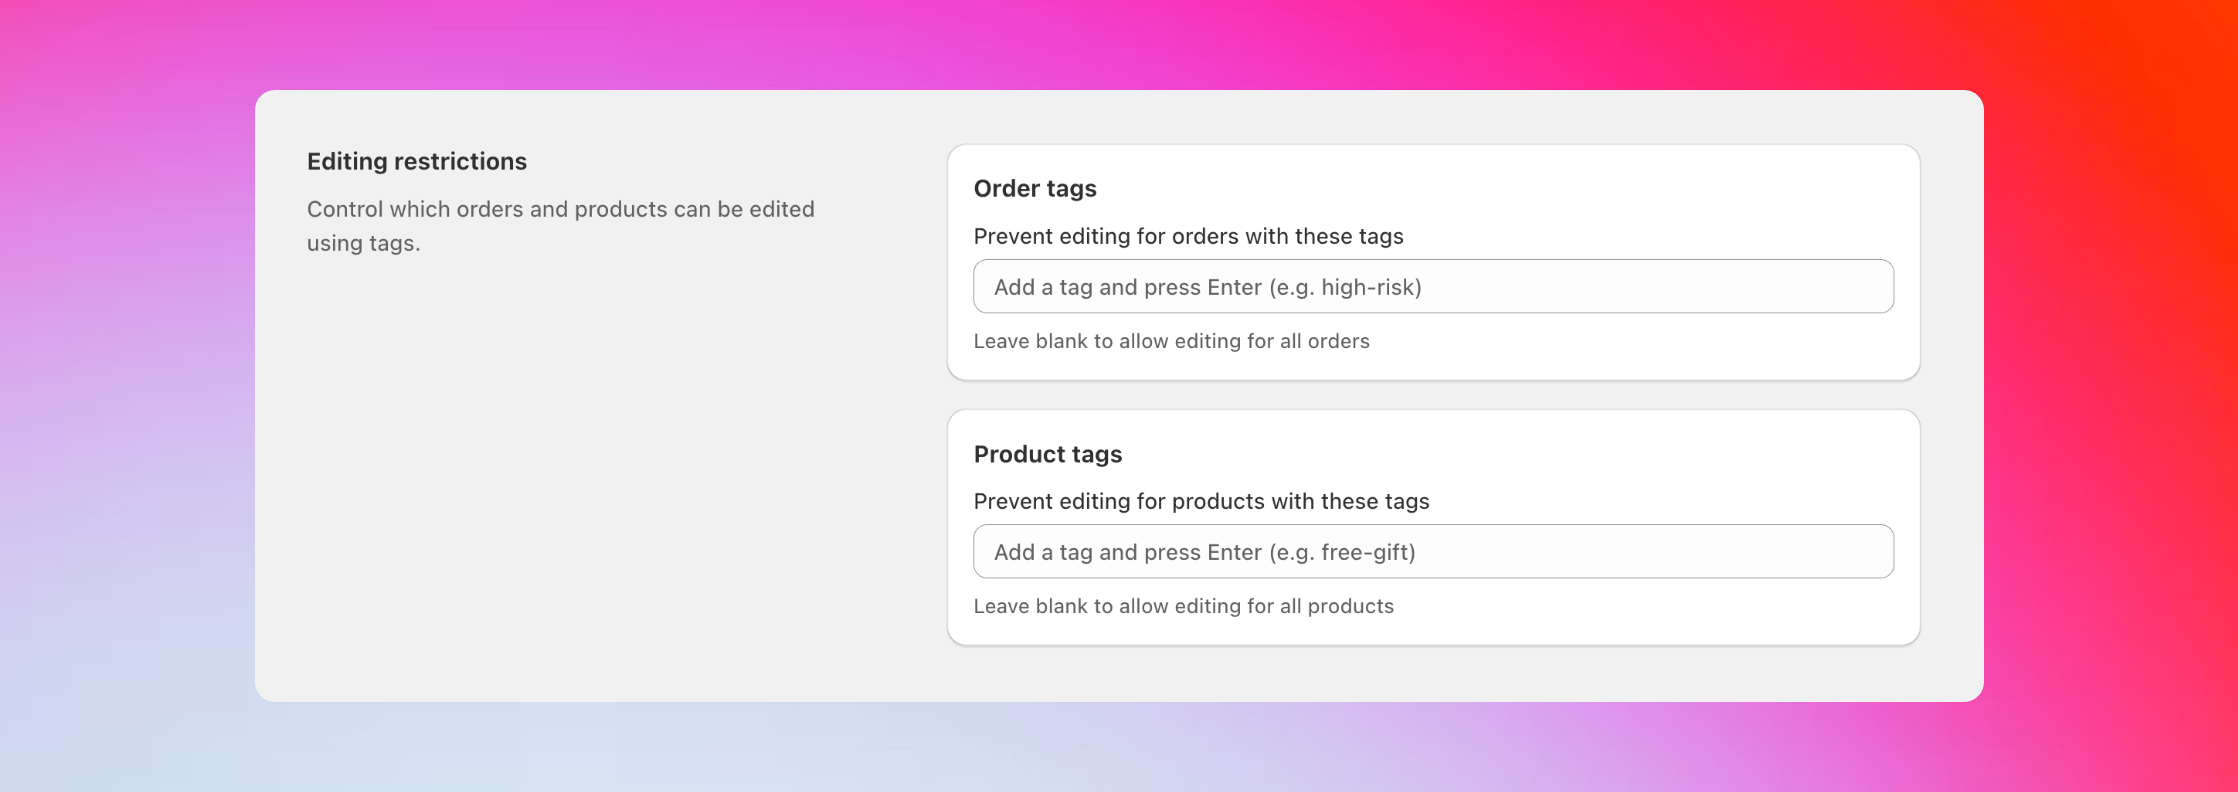 Editing restrictions
Control which orders and products can be edited
using tags.
Order tags
Prevent editing for orders with these tags
Add a tag and press Enter (e.g. high-risk)
Leave blank to allow editing for all orders
Product tags
Prevent editing for products with these tags
Add a tag and press Enter (e.g. free-gift)
Leave blank to allow editing for all products